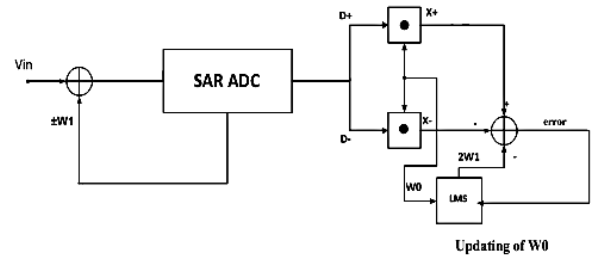 D+
X+
Vin
SAR ADC
±W1
+
X-
-
error
D-
2W1
-
W0
LMS
Updating of W0